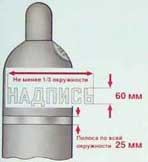 Не менее 1/3 окружности
НАДПИСЬ
60 мм
Полоса по всей
окружности
25 мм